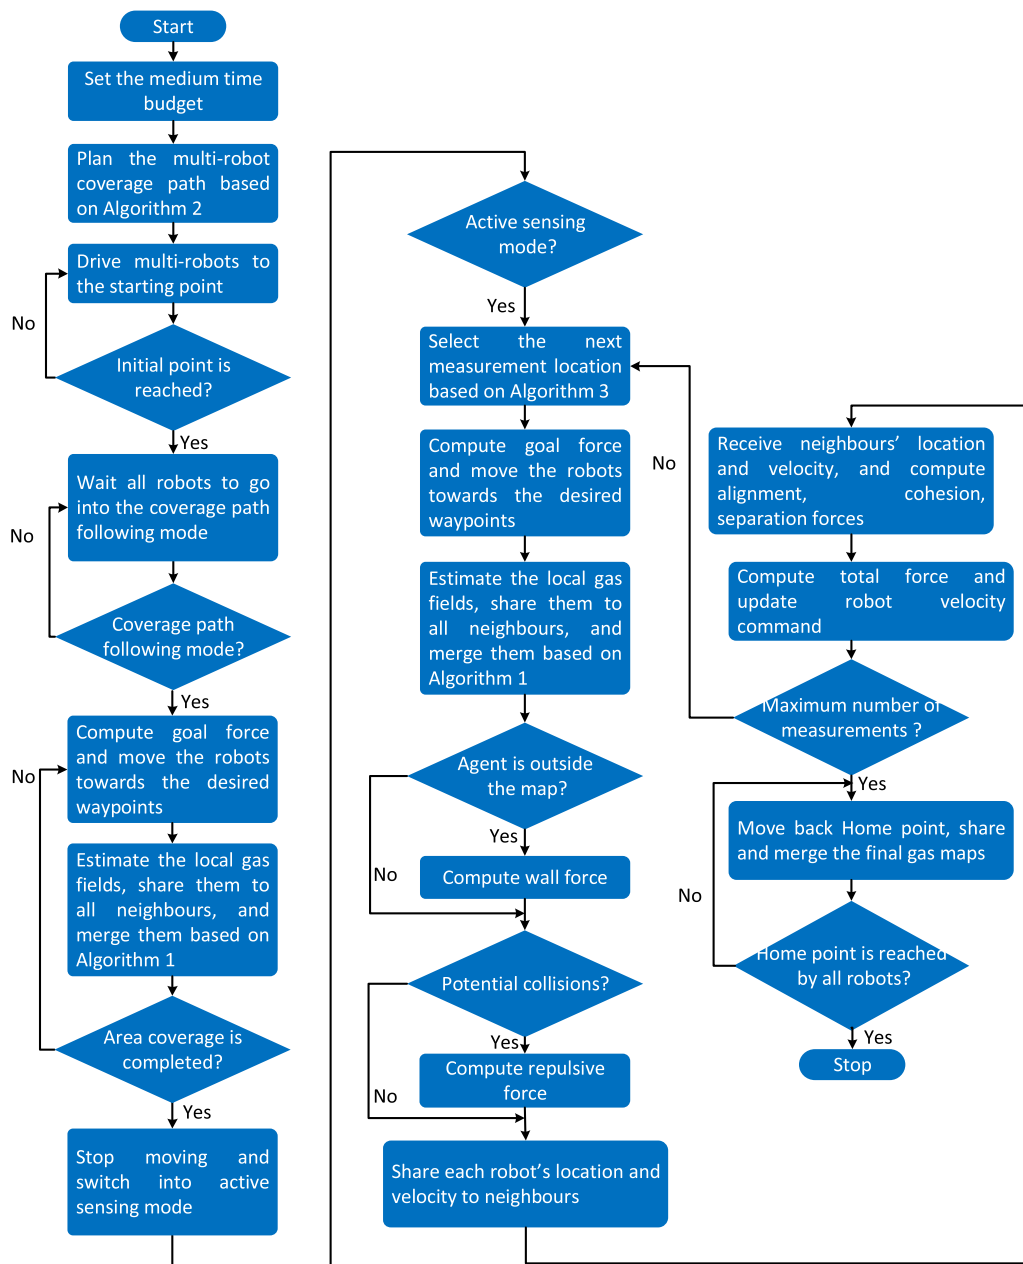 Start
Set the medium time
budget
Plan the multi-robot
coverage path based
on Algorithm 2
Drive multi-robots to
the starting point
No
Initial point is
reached?
Yes
Wait all robots to go
into the coverage path
following mode
No
Coverage path
following mode?
Yes
Compute goal force
and move the robots
towards the desired
waypoints
No
Estimate the local gas
fields, share them to
all neighbours, and
merge them based on
Algorithm 1
Area coverage is
completed?
Yes
Stop moving and
switch into active
sensing mode
Active sensing
mode?
Yes
Select the next
measurement location
based on Algorithm 3
Compute goal force
and move the robots
towards the desired
waypoints
Estimate the local gas
fields, share them to
all neighbours, and
merge them based on
Algorithm 1
Agent is outside
the map?
Yes
No
Compute wall force
Potential collisions?
Yes
No
Compute repulsive
force
Share each robot’s location and
velocity to neighbours
Receive neighbours’ location
and velocity, and compute
alignment, cohesion,
separation forces
Compute total force and
update robot velocity
command
No
Maximum number of
measurements ?
Yes
Move back Home point, share
and merge the final gas maps
No
Home point is reached
by all robots?
Yes
Stop